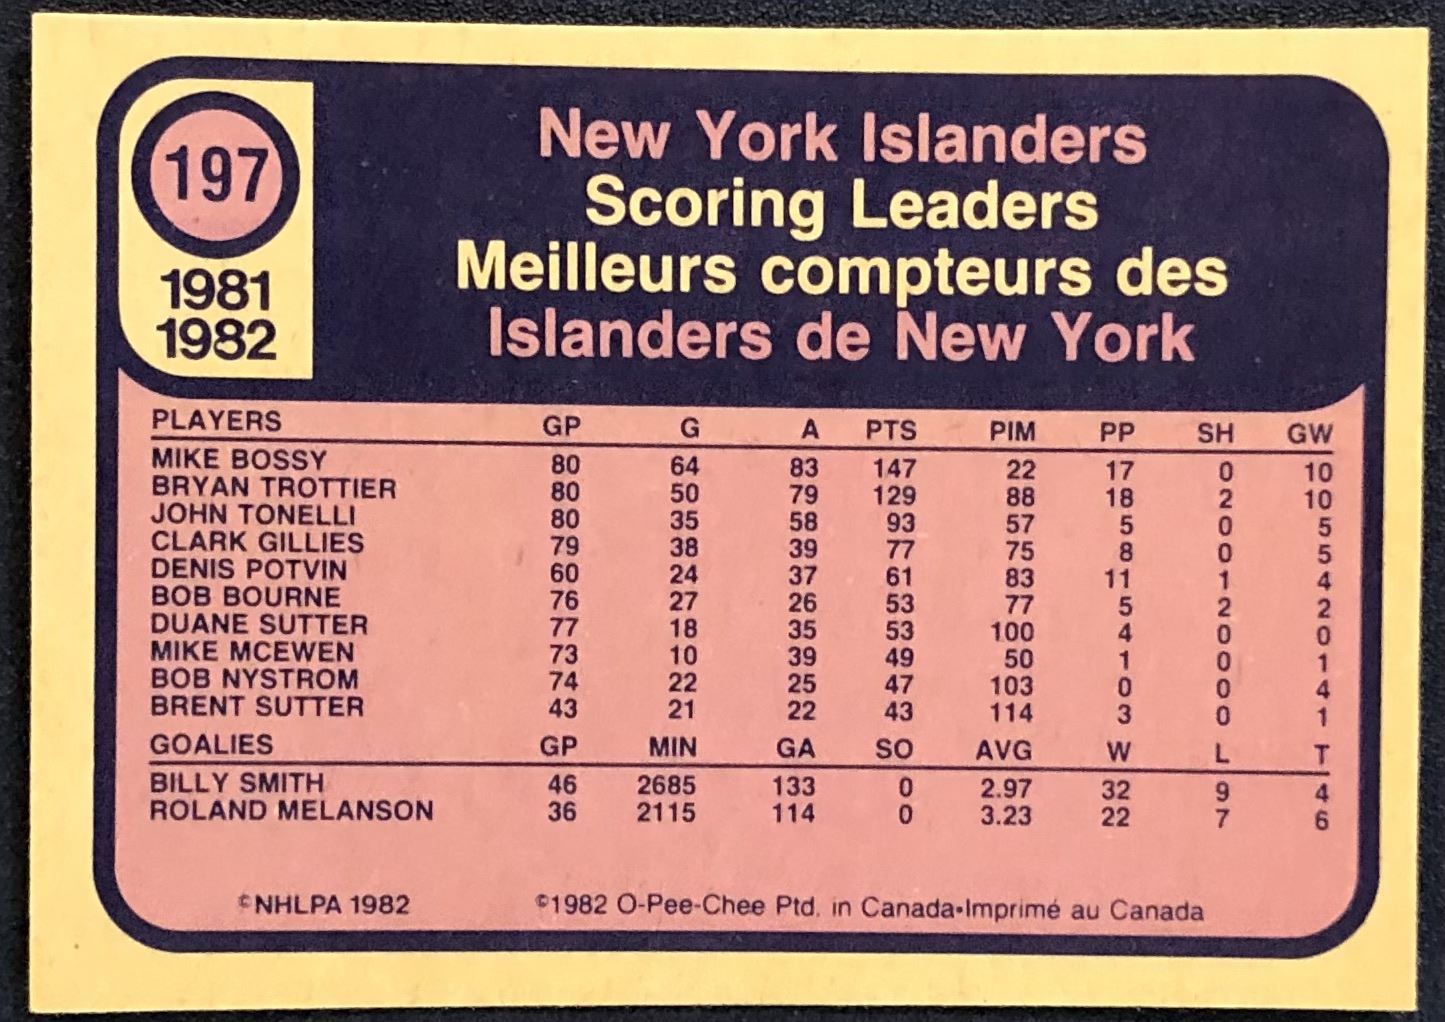 197
1981
1982
New York Islanders
Scoring Leaders
Meilleurs compteurs des
Islanders de New York
PLAYERS GP G A PTS PIM PP SH GW
MIKE BOSSY 80 64 83 147 22 17 0 10
BRYAN TROTTIER 80 50 79 129 88 18 2 10
JOHN TONELLI 80 35 58 93 57 5 0 5
CLARK GILLIES 79 38 39 77 75 8 0 5
DENIS POTVIN 60 24 37 61 83 11 1 4
BOB BOURNE 76 27 26 53 77 5 2 2
DUANE SUTTER 77 18 35 53 100 4 0 0
MIKE MCEWEN 73 10 39 49 50 1 0 1
BOB NYSTROM 74 22 25 47 103 0 0 4
BRENT SUTTER 43 21 22 43 114 3 0 1
GOALIES GP MIN GA SO AVG W L T
BILLY SMITH 46 2685 133 0 2.97 32 9 4
ROLAND MELANSON 36 2115 114 0 3.23 22 7 6
©NHLPA 1982 ©1982 O-Pee-Chee Ptd. in Canada•Imprimé au Canada